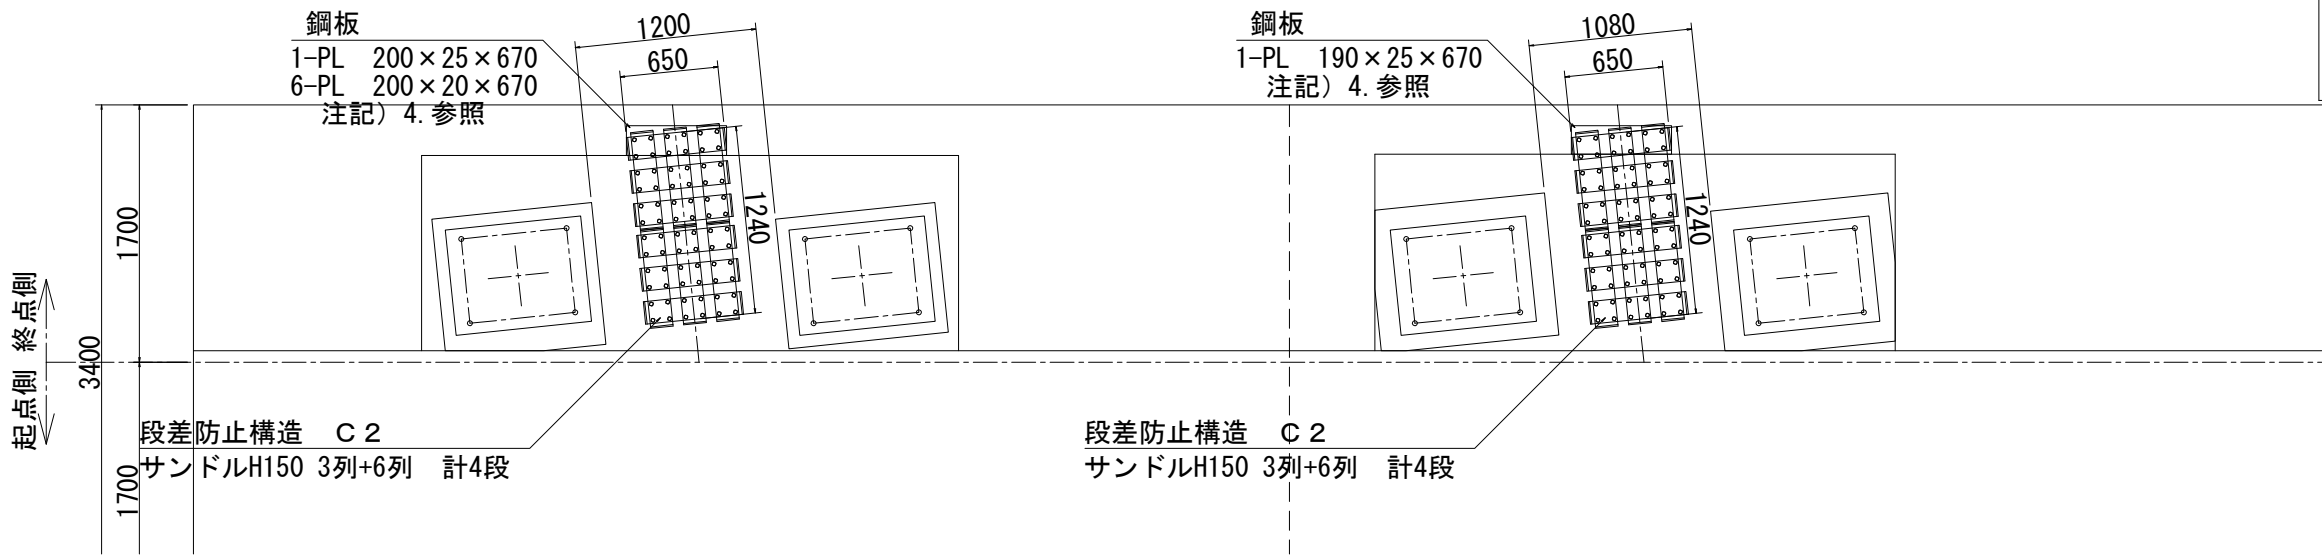 鋼板
1-PL 200×25×670
6-PL 200×20×670
注記）4.参照
1200
650
1240
鋼板
1-PL 190×25×670
注記）4.参照
1080
650
1240
1700
3400
1700
起点側 終点側
段差防止構造 Ｃ２
サンドルH150 3列+6列 計4段
段差防止構造 Ｃ２
サンドルH150 3列+6列 計4段